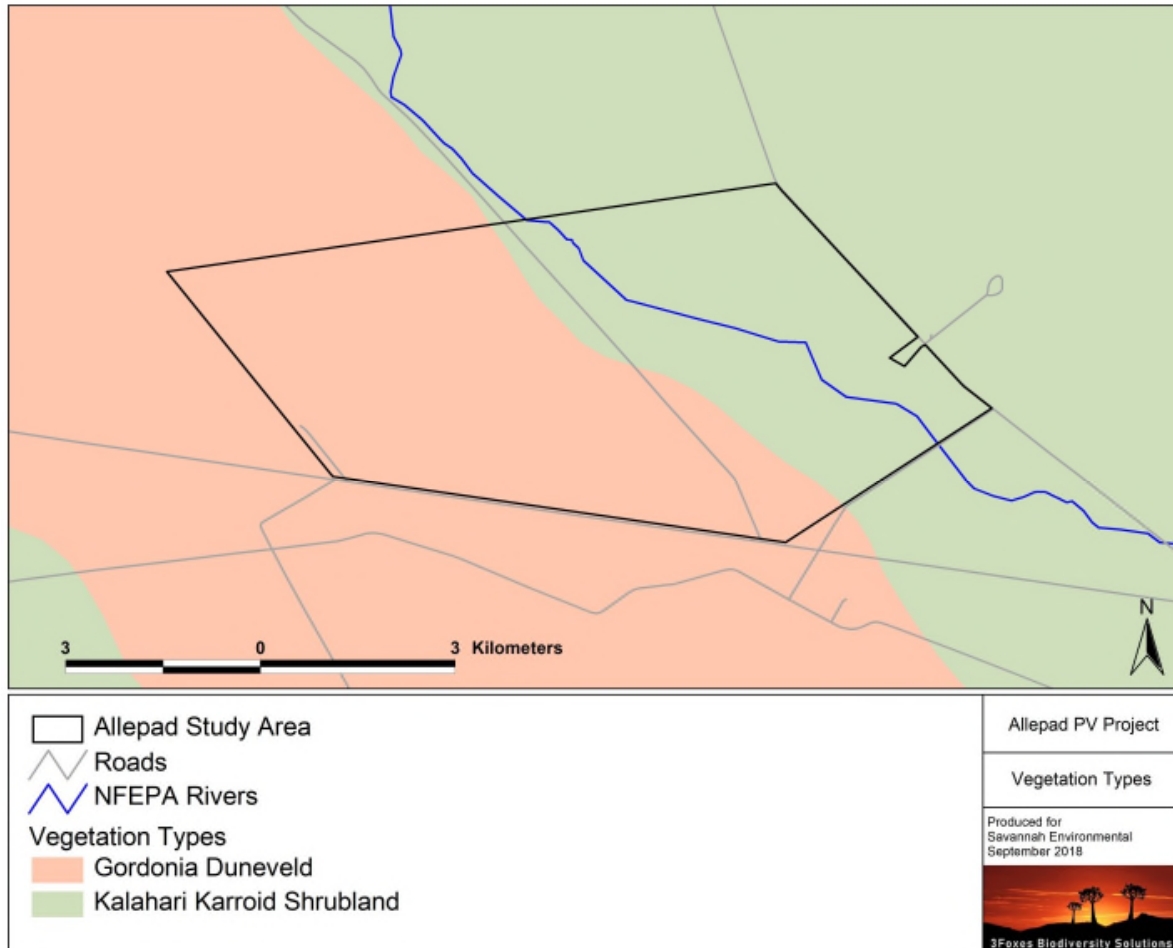 N
3 0 3 Kilometers
Allepad Study Area
Roads
NFEPA Rivers
Vegetation Types
Gordonia Duneveld
Kalahari Karroid Shrubland
Allepad PV Project
Vegetation Types
Produced for
Savannah Environmental
September 2018
3Foxes Biodiversity Solutions